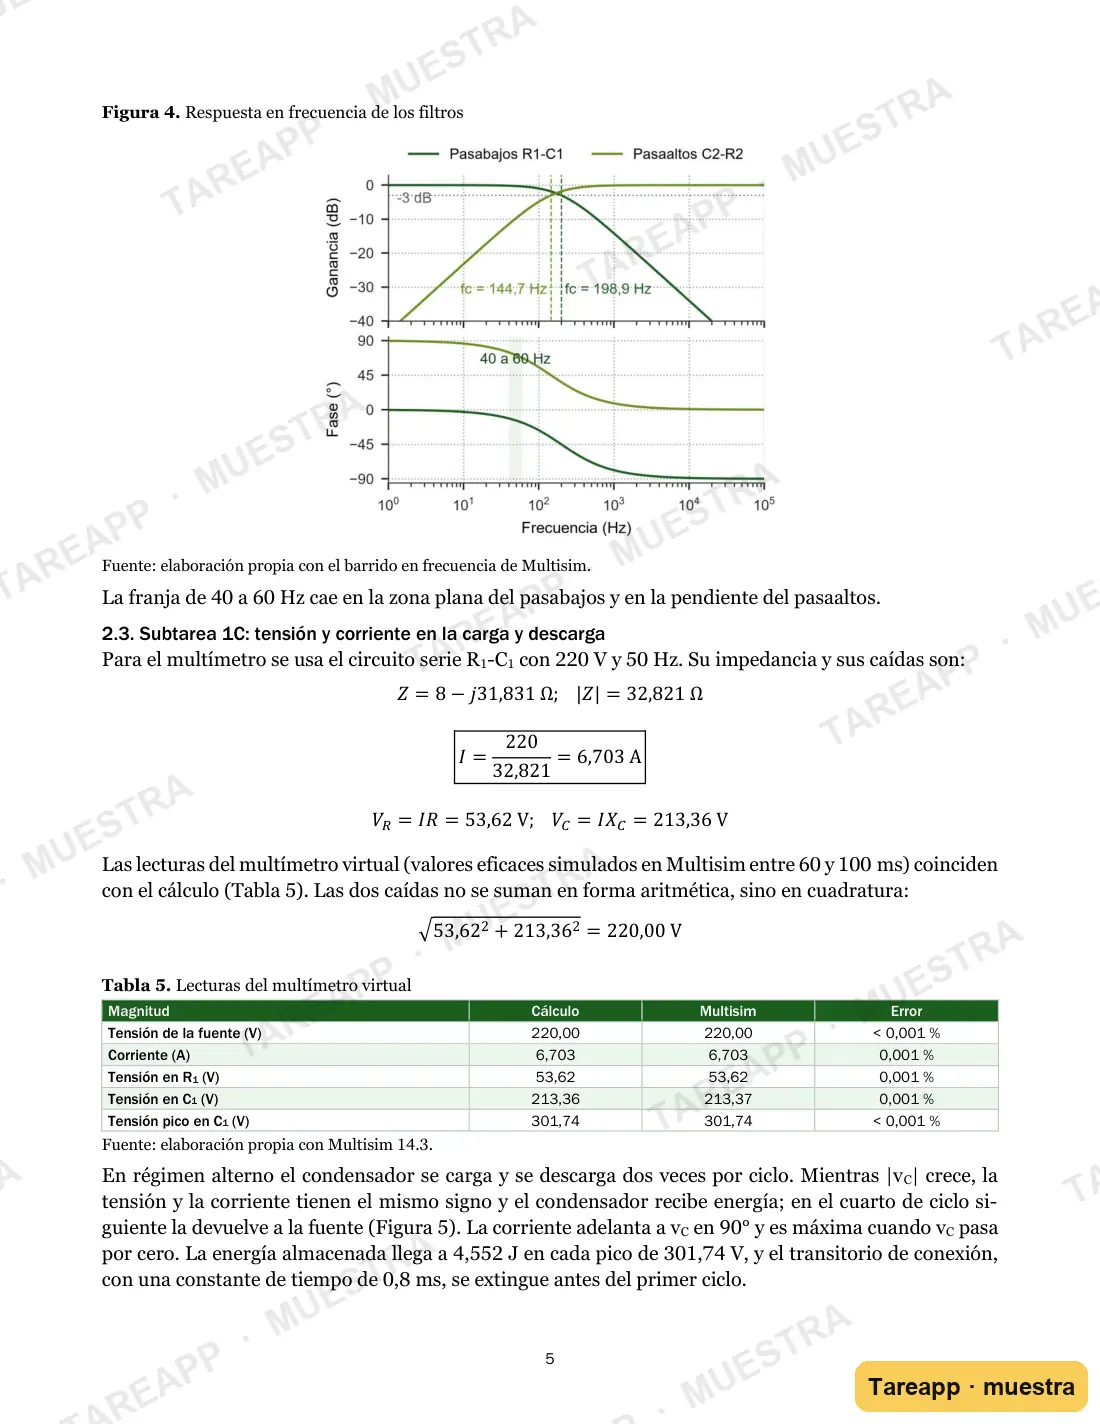 Figura 4. Respuesta en frecuencia de los filtros
Pasabajos R1-C1 Pasaaltos C2-R2
Ganancia (dB)
0
-3 dB
−10
−20
−30
fc = 144,7 Hz fc = 198,9 Hz
−40
Fase (°)
90
40 a 60 Hz
45
0
−45
−90
10⁰ 10¹ 10² 10³ 10⁴ 10⁵
Frecuencia (Hz)
Fuente: elaboración propia con el barrido en frecuencia de Multisim.
La franja de 40 a 60 Hz cae en la zona plana del pasabajos y en la pendiente del pasaaltos.
2.3. Subtarea 1C: tensión y corriente en la carga y descarga
Para el multímetro se usa el circuito serie R₁-C₁ con 220 V y 50 Hz. Su impedancia y sus caídas son:
Z = 8 − j31,831 Ω; |Z| = 32,821 Ω
I = 220/32,821 = 6,703 A
V_R = IR = 53,62 V; V_C = IX_C = 213,36 V
Las lecturas del multímetro virtual (valores eficaces simulados en Multisim entre 60 y 100 ms) coinciden
con el cálculo (Tabla 5). Las dos caídas no se suman en forma aritmética, sino en cuadratura:
√(53,62² + 213,36²) = 220,00 V
Tabla 5. Lecturas del multímetro virtual
Magnitud Cálculo Multisim Error
Tensión de la fuente (V) 220,00 220,00 < 0,001 %
Corriente (A) 6,703 6,703 0,001 %
Tensión en R₁ (V) 53,62 53,62 0,001 %
Tensión en C₁ (V) 213,36 213,37 0,001 %
Tensión pico en C₁ (V) 301,74 301,74 < 0,001 %
Fuente: elaboración propia con Multisim 14.3.
En régimen alterno el condensador se carga y se descarga dos veces por ciclo. Mientras |v_C| crece, la
tensión y la corriente tienen el mismo signo y el condensador recibe energía; en el cuarto de ciclo si-
guiente la devuelve a la fuente (Figura 5). La corriente adelanta a v_C en 90° y es máxima cuando v_C pasa
por cero. La energía almacenada llega a 4,552 J en cada pico de 301,74 V, y el transitorio de conexión,
con una constante de tiempo de 0,8 ms, se extingue antes del primer ciclo.
5
Tareapp · muestra
TAREAPP · MUESTRA